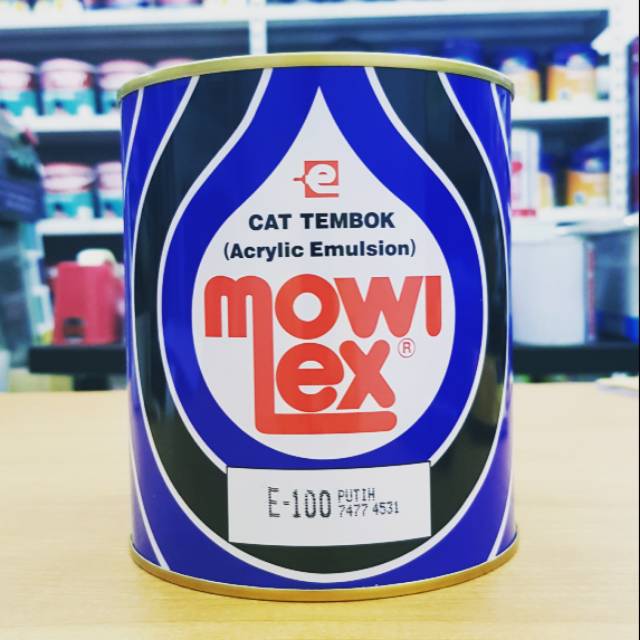 e
CAT TEMBOK
(Acrylic Emulsion)
mowi
Lex®
E-100 PUTIH
7477 4531